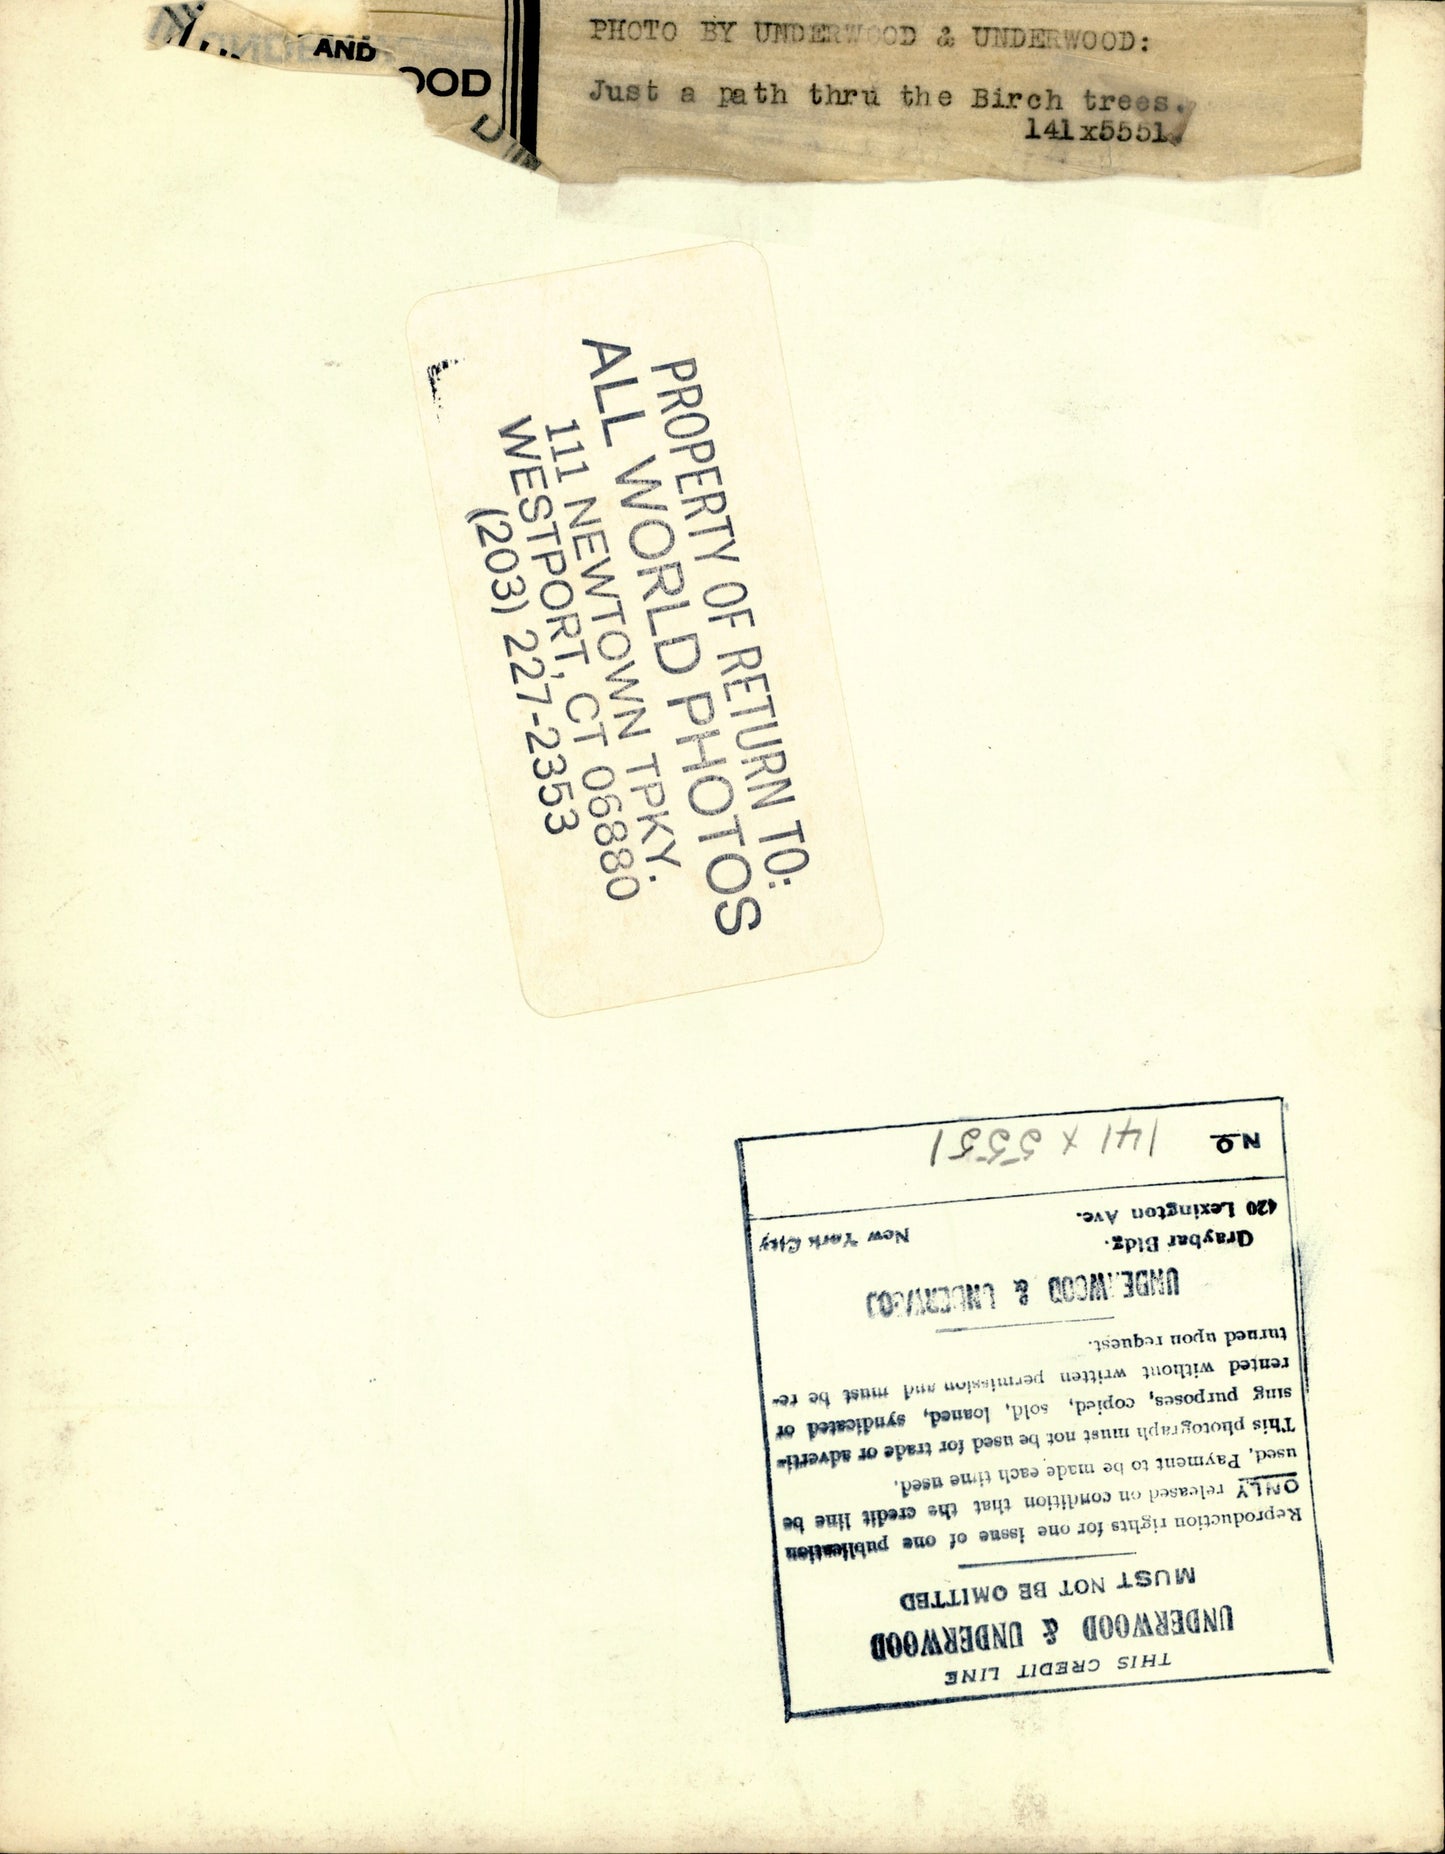 AND
OOD
PHOTO BY UNDERWOOD & UNDERWOOD:
Just a path thru the Birch trees.
141x5551
PROPERTY OF RETURN TO:
ALL WORLD PHOTOS
111 NEWTOWN TPKY.
WESTPORT, CT 06880
(203) 227-2353
THIS CREDIT LINE
UNDERWOOD & UNDERWOOD
MUST NOT BE OMITTED
Reproduction rights for one issue of one publication
ONLY released on condition that the credit line be
used. Payment to be made each time used.
This photograph must not be used for trade or adverti-
sing purposes, copied, sold, loaned, syndicated or
rented without written permission and must be re-
turned upon request.
UNDERWOOD & UNDERWOOD
Graybar Bldg.
420 Lexington Ave.
New York City
NO 141 x 5551